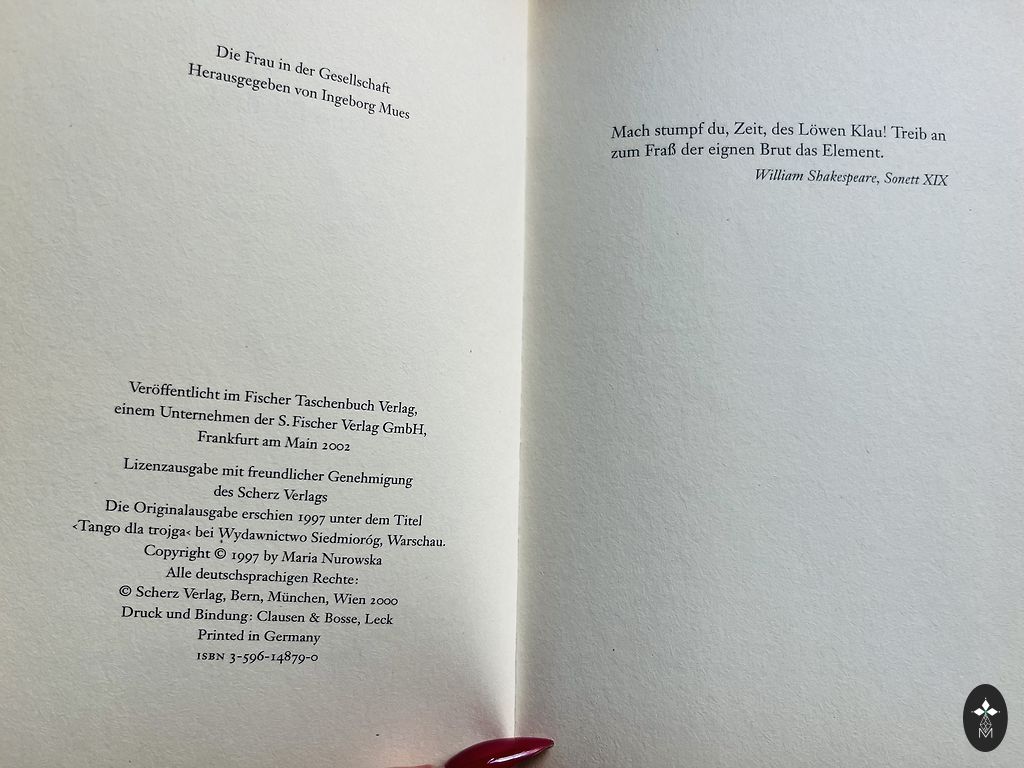 Die Frau in der Gesellschaft
Herausgegeben von Ingeborg Mues
Veröffentlicht im Fischer Taschenbuch Verlag,
einem Unternehmen der S. Fischer Verlag GmbH,
Frankfurt am Main 2002
Lizenzausgabe mit freundlicher Genehmigung
des Scherz Verlags
Die Originalausgabe erschien 1997 unter dem Titel
‹Tango dla trojga‹ bei Wydawnictwo Siedmioróg, Warschau.
Copyright © 1997 by Maria Nurowska
Alle deutschsprachigen Rechte:
© Scherz Verlag, Bern, München, Wien 2000
Druck und Bindung: Clausen & Bosse, Leck
Printed in Germany
ISBN 3-596-14879-0
Mach stumpf du, Zeit, des Löwen Klau! Treib an
zum Fraß der eignen Brut das Element.
William Shakespeare, Sonett XIX
M